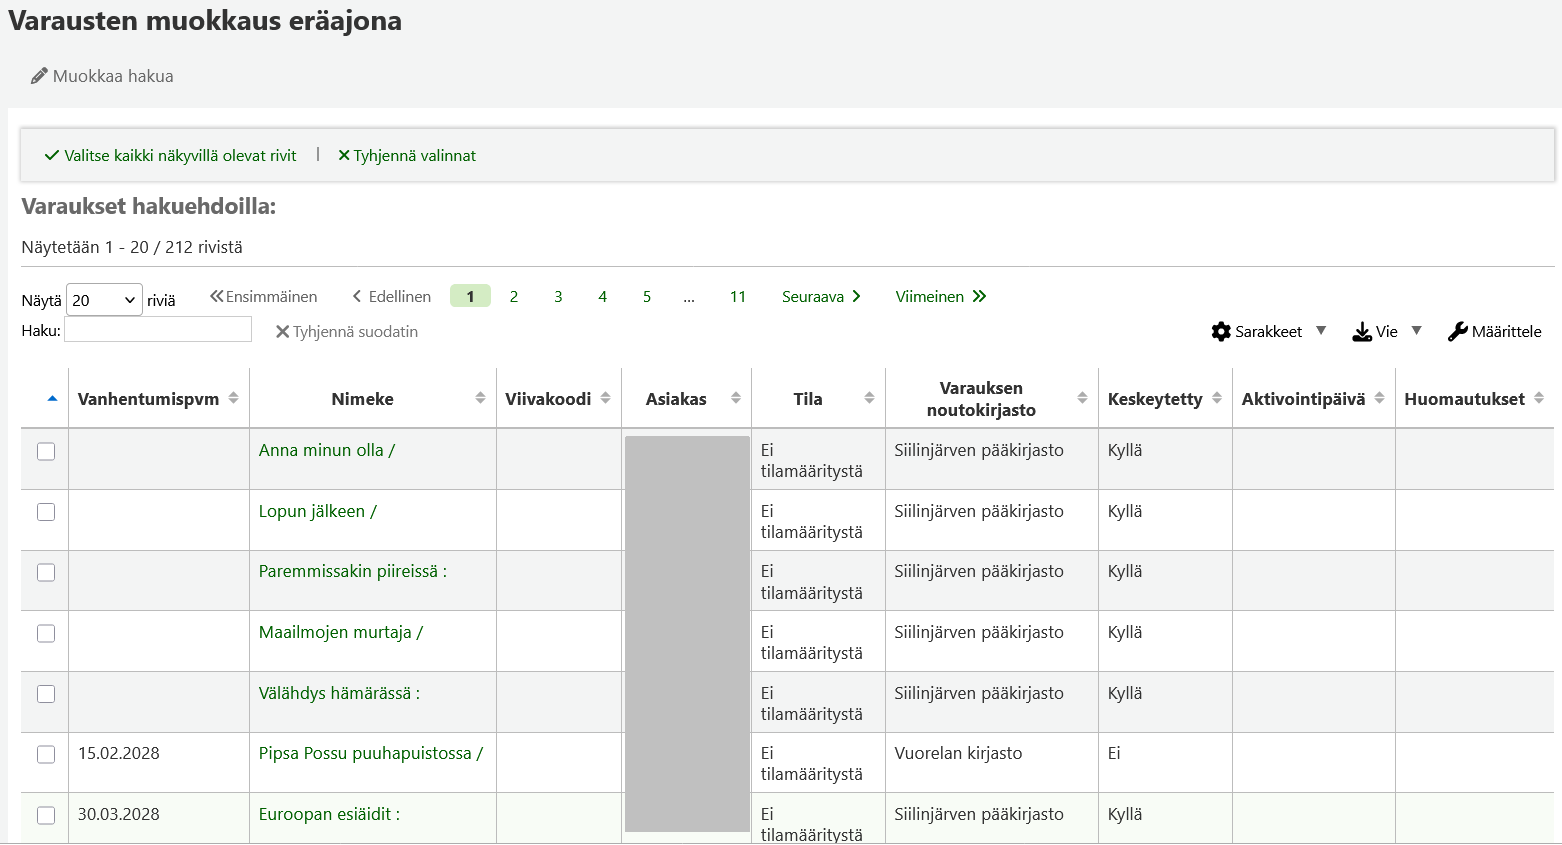 Varausten muokkaus eräajona
Muokkaa hakua
Valitse kaikki näkyvillä olevat rivit | Tyhjennä valinnat
Varaukset hakuehdoilla:
Näytetään 1 - 20 / 212 rivistä
Näytä 20 riviä Ensimmäinen Edellinen 1 2 3 4 5 ... 11 Seuraava Viimeinen
Haku: Tyhjennä suodatin Sarakkeet Vie Määrittele
Vanhentumispvm Nimeke Viivakoodi Asiakas Tila Varauksen noutokirjasto Keskeytetty Aktivointipäivä Huomautukset
Anna minun olla / Ei tilamääritystä Siilinjärven pääkirjasto Kyllä
Lopun jälkeen / Ei tilamääritystä Siilinjärven pääkirjasto Kyllä
Paremmissakin piireissä : Ei tilamääritystä Siilinjärven pääkirjasto Kyllä
Maailmojen murtaja / Ei tilamääritystä Siilinjärven pääkirjasto Kyllä
Välähdys hämärässä : Ei tilamääritystä Siilinjärven pääkirjasto Kyllä
15.02.2028 Pipsa Possu puuhapuistossa / Ei tilamääritystä Vuorelan kirjasto Ei
30.03.2028 Euroopan esiäidit : Ei tilamääritystä Siilinjärven pääkirjasto Kyllä